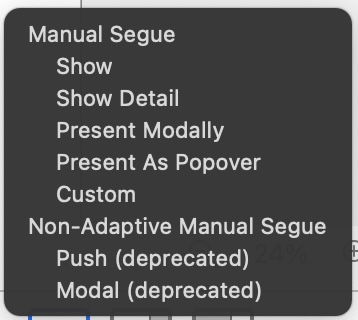 Manual Segue
Show
Show Detail
Present Modally
Present As Popover
Custom
Non-Adaptive Manual Segue
Push (deprecated)
Modal (deprecated)
24%